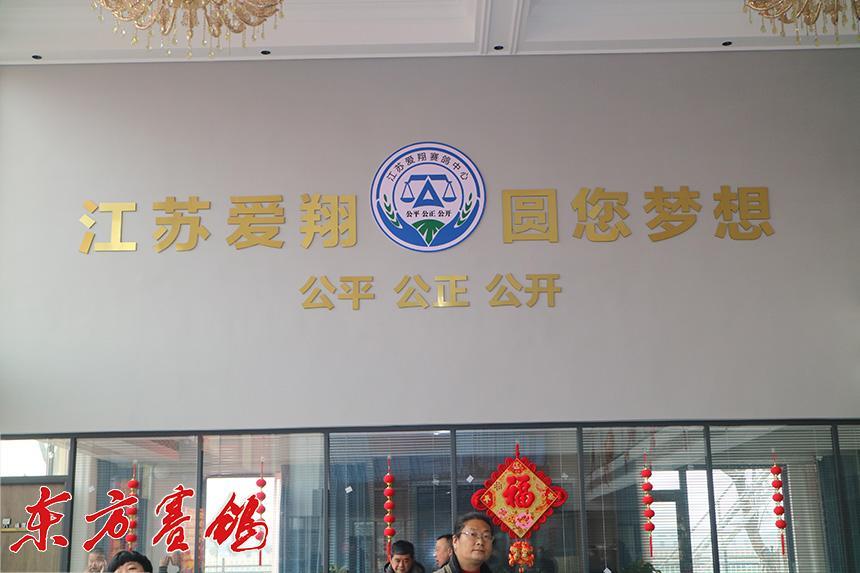 江苏爱翔赛鸽中心
公平 公正 公开
江苏爱翔 圆您梦想
公平 公正 公开
福
东方赛鸽